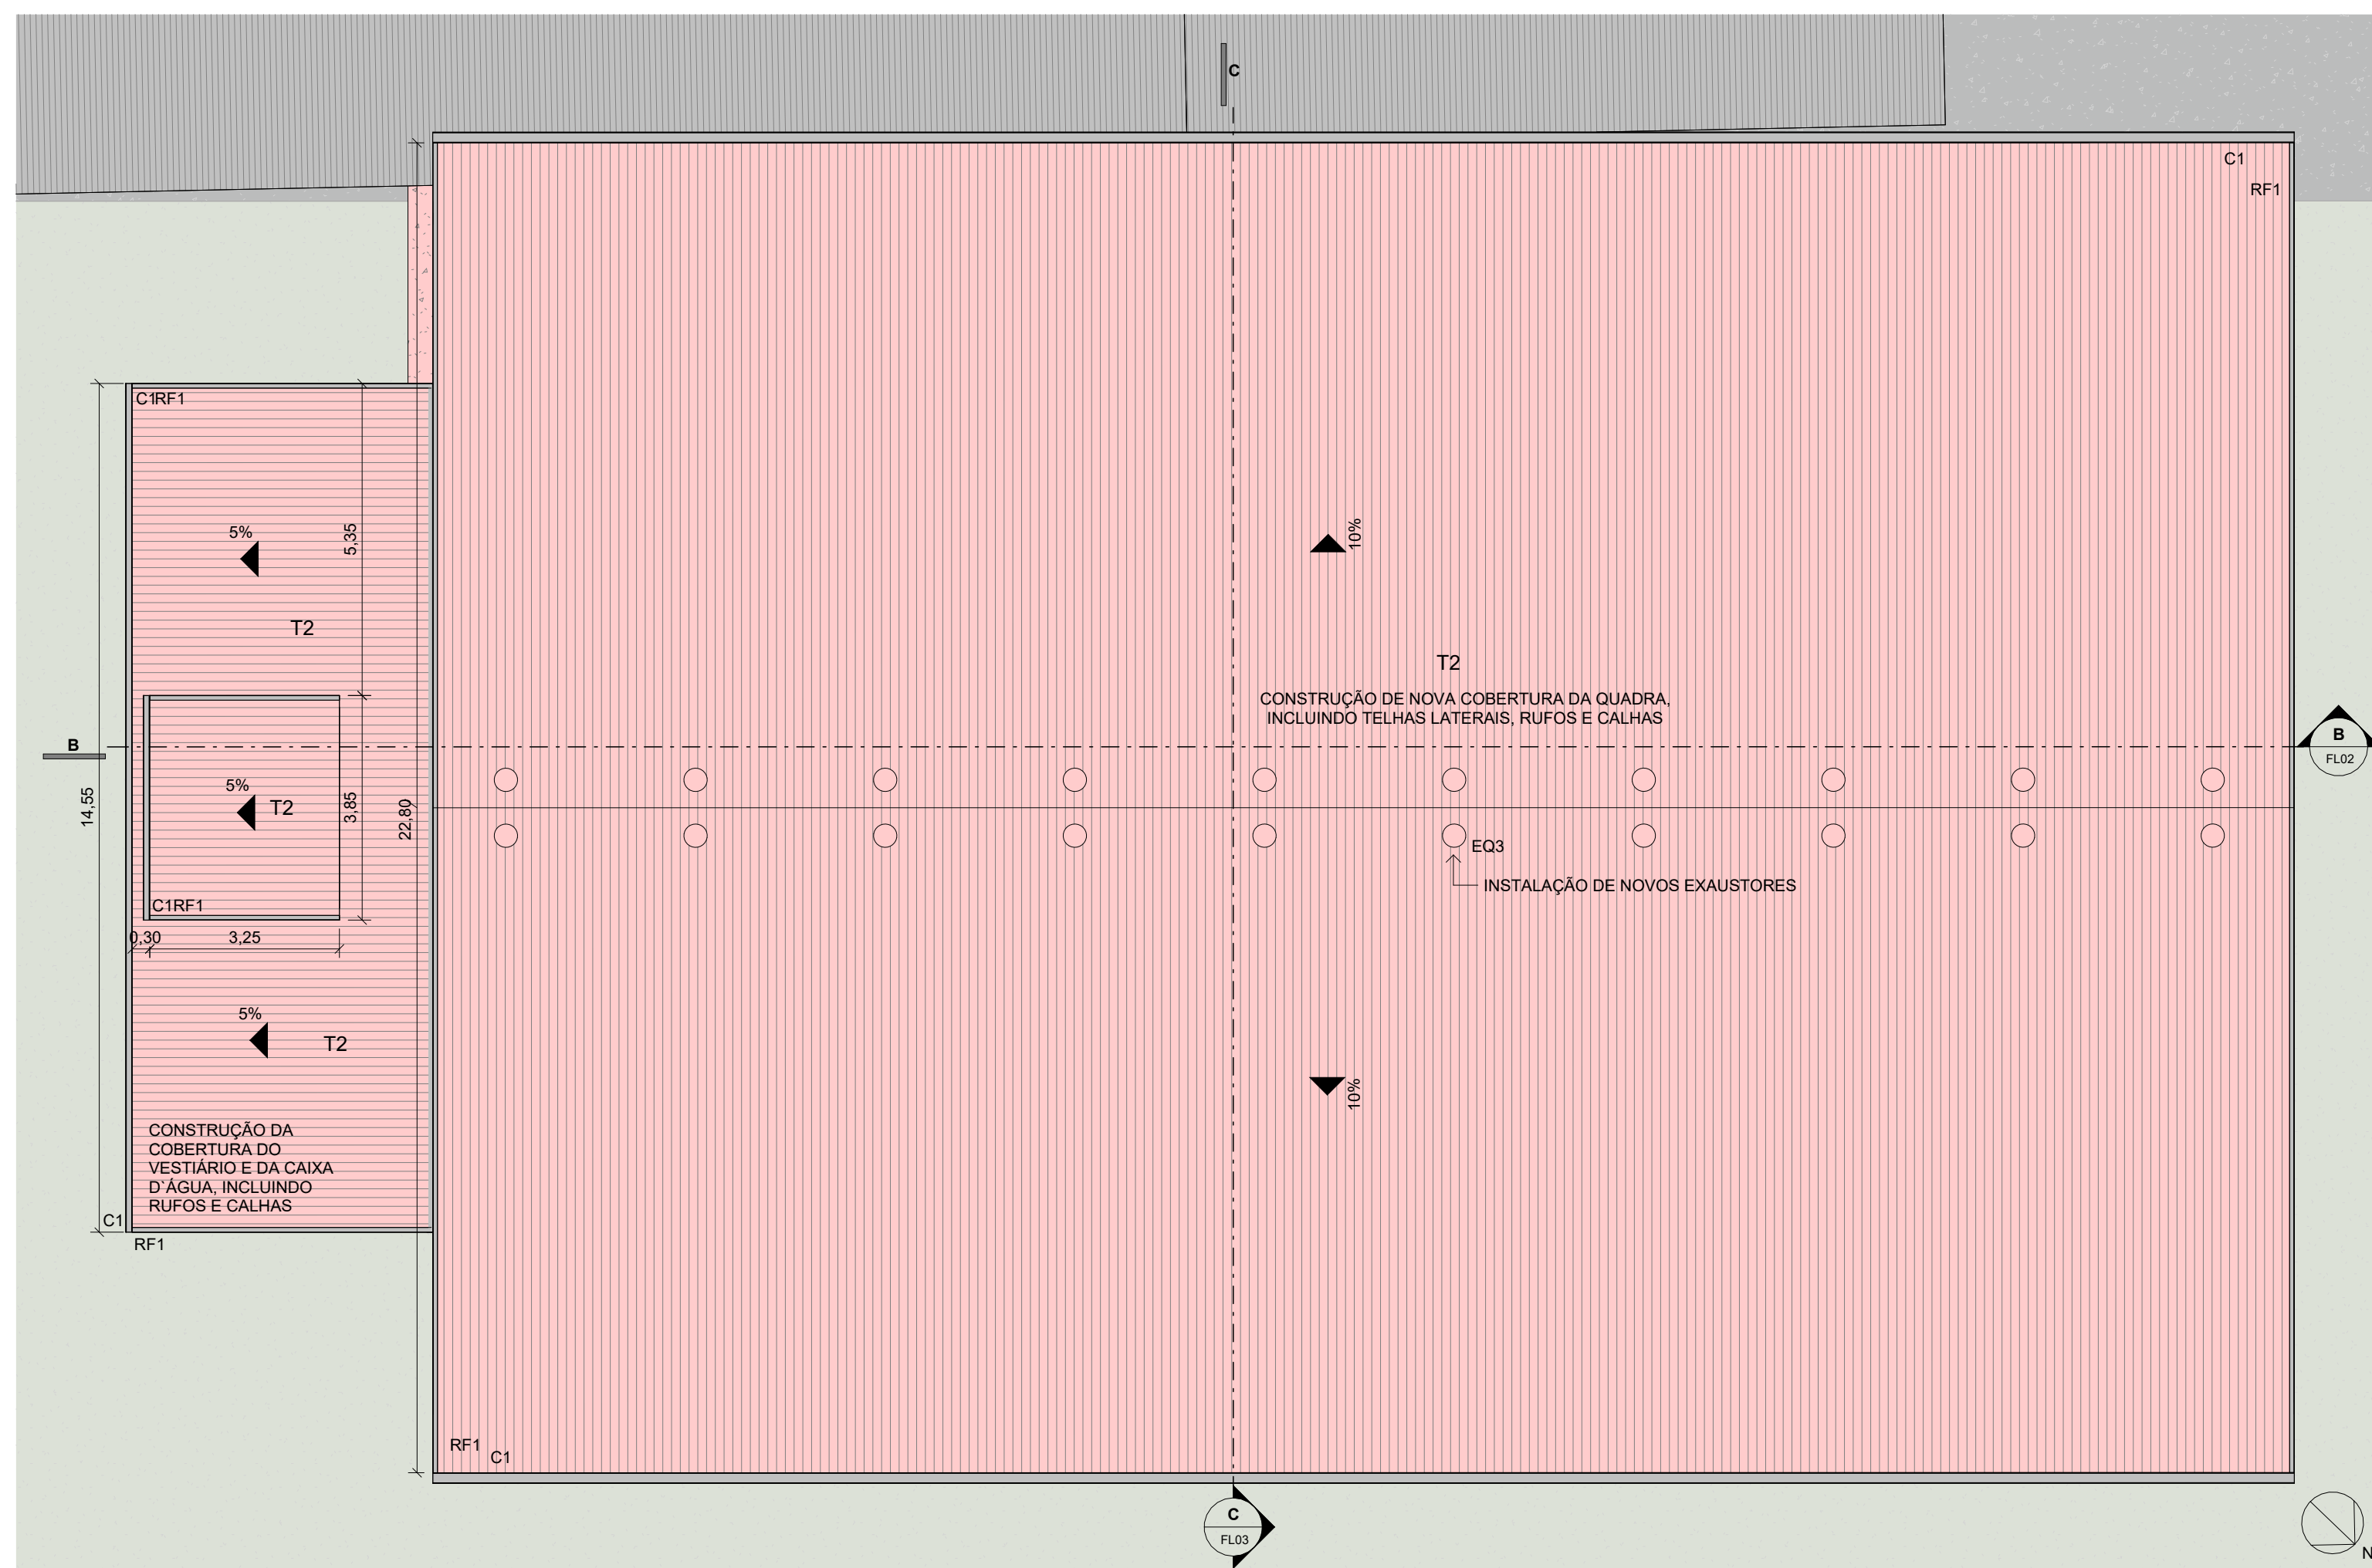 C
C1
RF1
C1RF1
5%
5,35
10%
T2
T2
CONSTRUÇÃO DE NOVA COBERTURA DA QUADRA,
INCLUINDO TELHAS LATERAIS, RUFOS E CALHAS
B
B
FL02
5%
T2
3,85
14,55
22,80
EQ3
INSTALAÇÃO DE NOVOS EXAUSTORES
C1RF1
0,30
3,25
5%
T2
10%
CONSTRUÇÃO DA
COBERTURA DO
VESTIÁRIO E DA CAIXA
D`ÁGUA, INCLUINDO
RUFOS E CALHAS
C1
RF1
RF1
C1
C
FL03
N